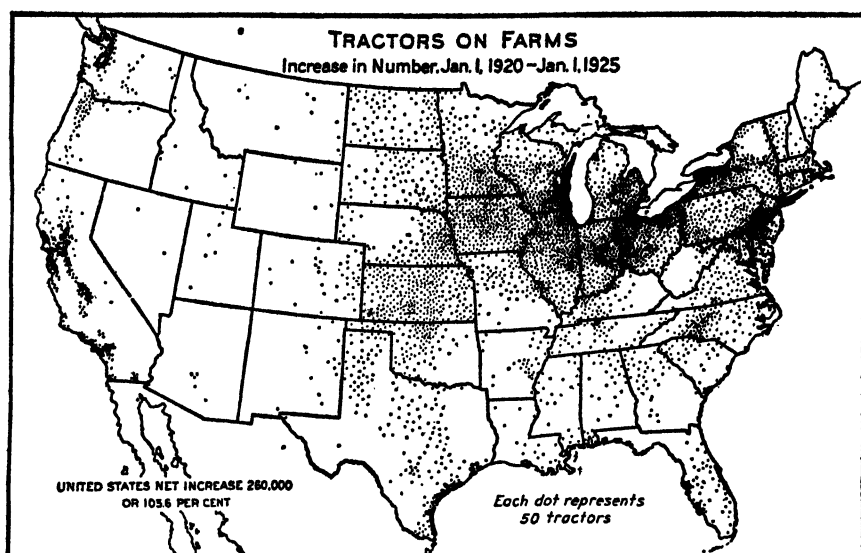 TRACTORS ON FARMS
Increase in Number, Jan. 1, 1920-Jan. 1, 1925
UNITED STATES NET INCREASE 260,000
OR 105.6 PER CENT
Each dot represents
50 tractors